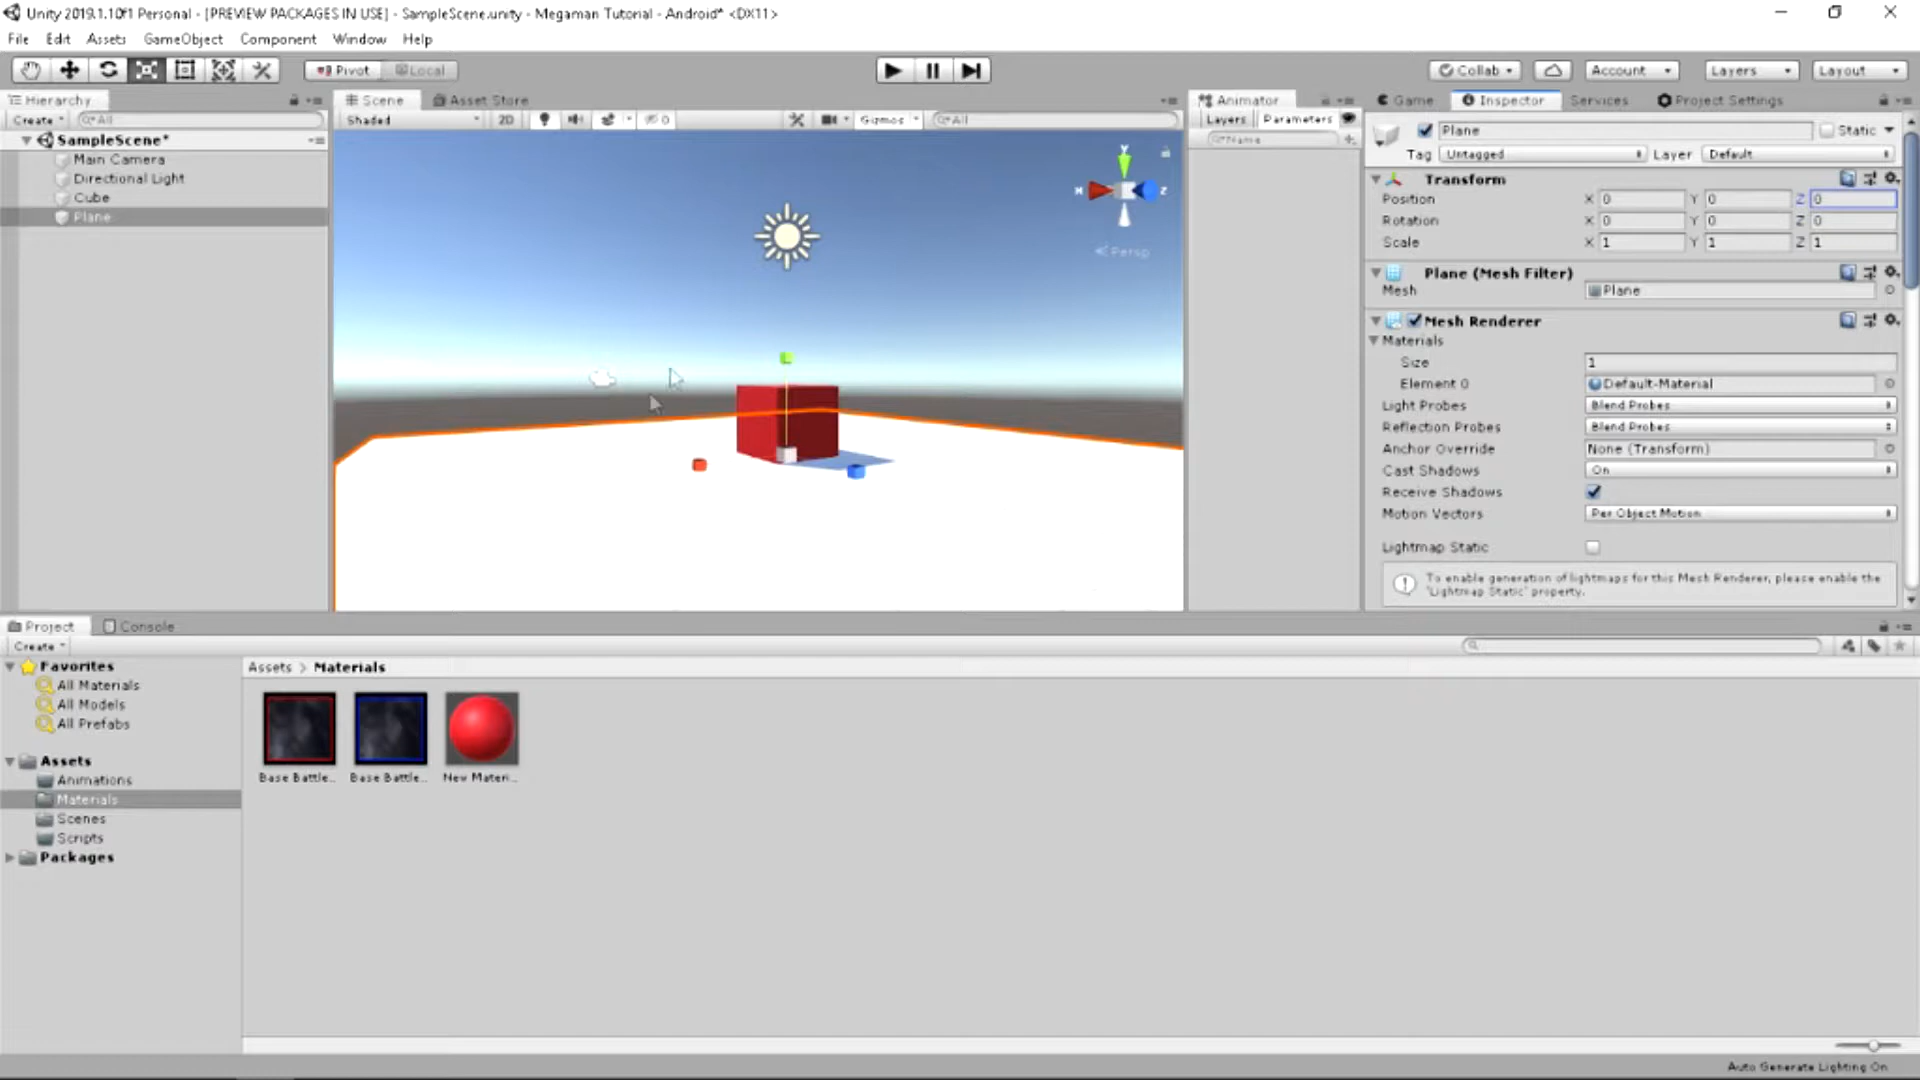 Unity 2019.1.10f1 Personal - [PREVIEW PACKAGES IN USE] - SampleScene.unity - Megaman Tutorial - Android* <DX11>
File Edit Assets GameObject Component Window Help
Pivot Local Collab Account Layers Layout
Hierarchy Scene Asset Store Animator Game Inspector Services Project Settings
Create All Shaded 2D 0 Gizmos All Layers Parameters
Name
SampleScene*
Main Camera
Directional Light
Cube
Plane
Y
Z
Persp
Plane Static
Tag Untagged Layer Default
Transform
Position X 0 Y 0 Z 0
Rotation X 0 Y 0 Z 0
Scale X 1 Y 1 Z 1
Plane (Mesh Filter)
Mesh Plane
Mesh Renderer
Materials
Size 1
Element 0 Default-Material
Light Probes Blend Probes
Reflection Probes Blend Probes
Anchor Override None (Transform)
Cast Shadows On
Receive Shadows
Motion Vectors Per Object Motion
Lightmap Static
To enable generation of lightmaps for this Mesh Renderer, please enable the
'Lightmap Static' property.
Project Console
Create
Favorites
All Materials
All Models
All Prefabs
Assets
Animations
Materials
Scenes
Scripts
Packages
Assets > Materials
Base Battle... Base Battle... New Materi...
Auto Generate Lighting On